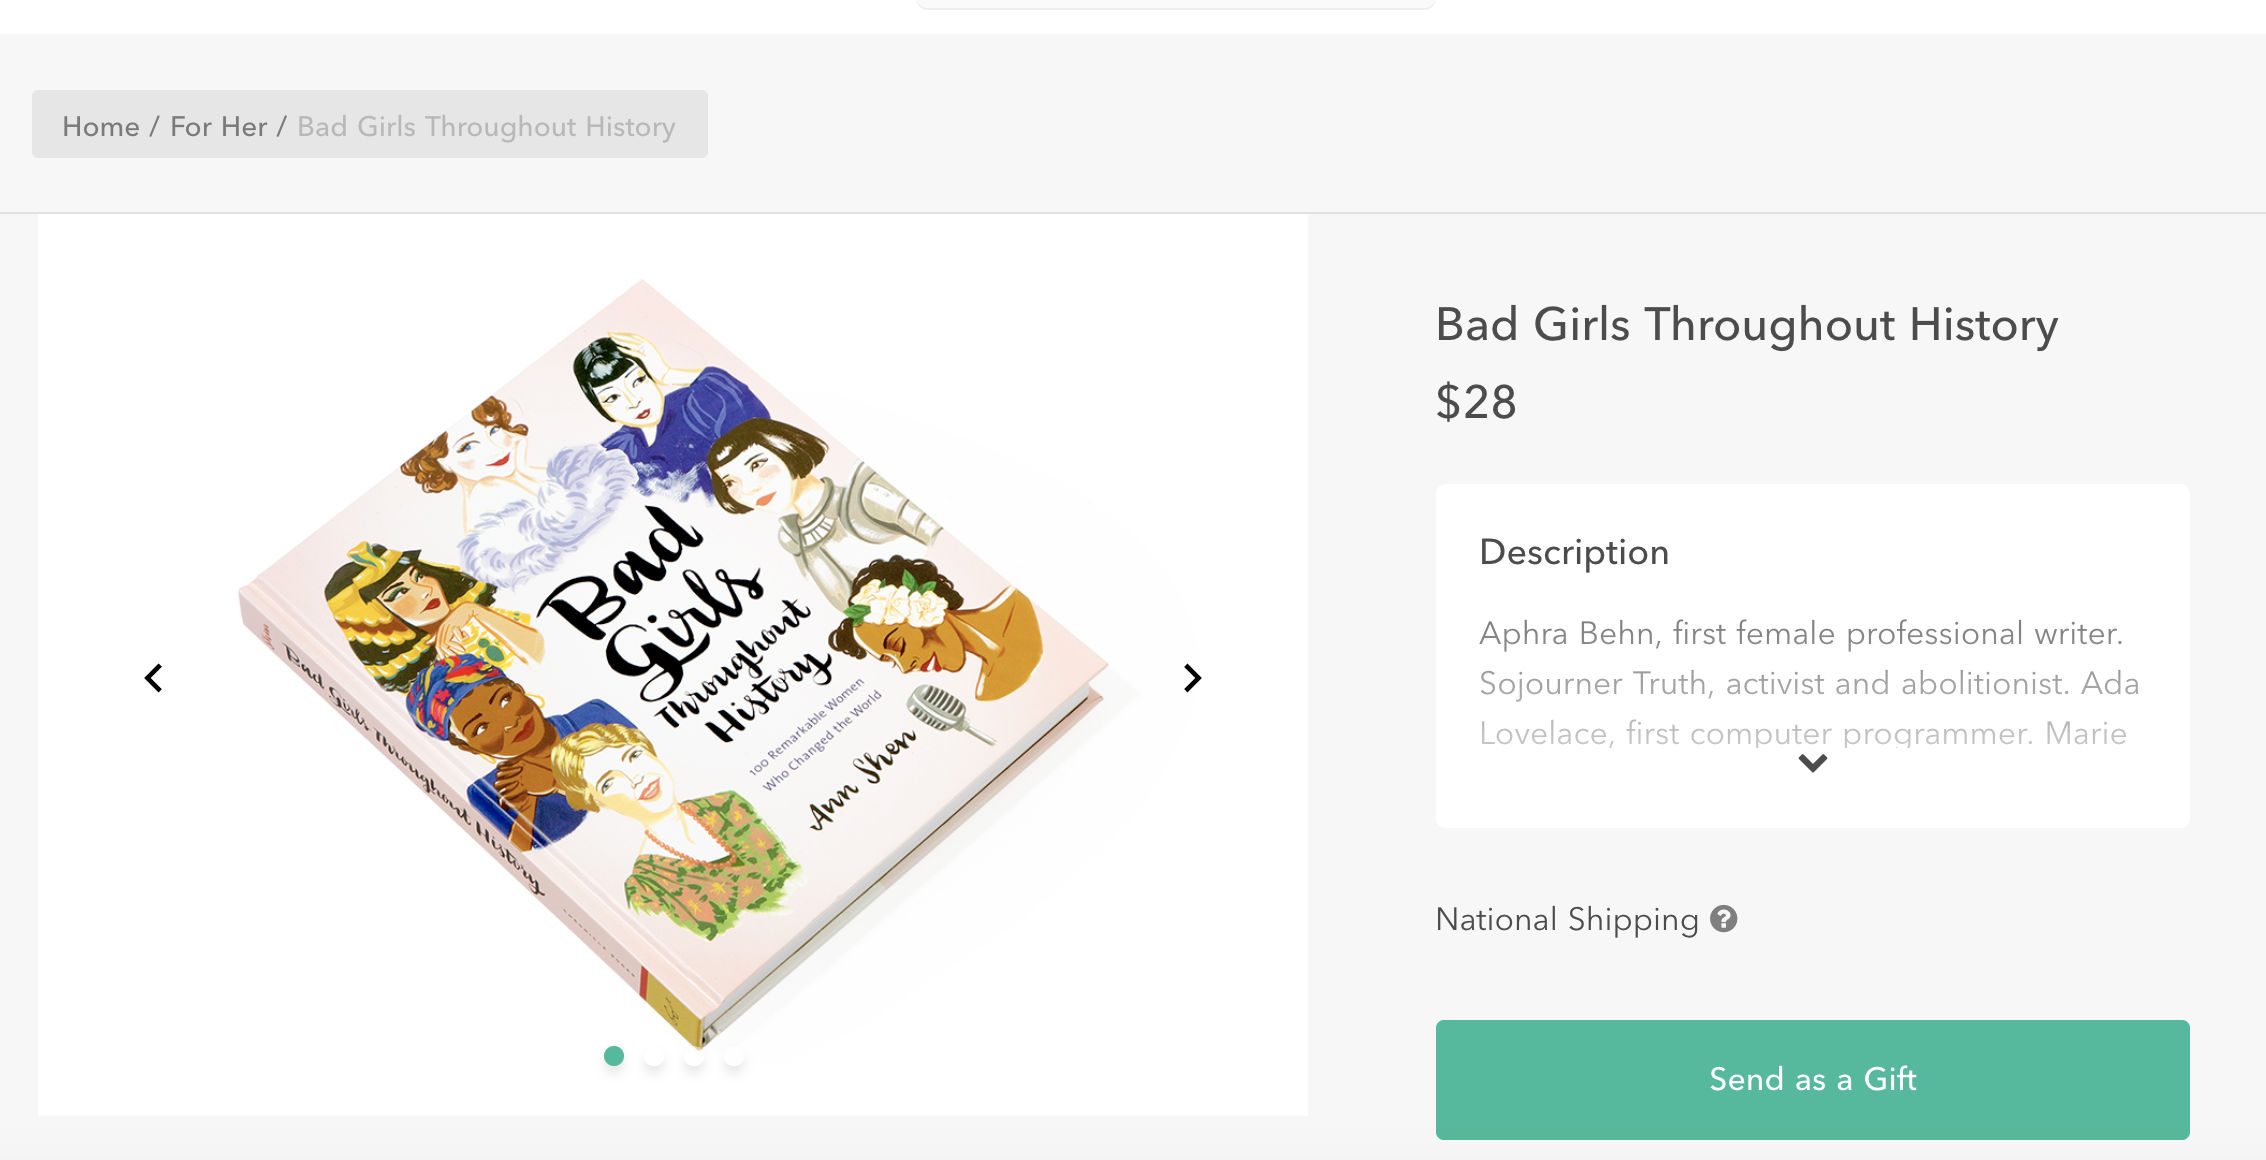 Home / For Her / Bad Girls Throughout History
Bad
Girls
Throughout
History
100 Remarkable Women
Who Changed the World
Ann Shen
Bad Girls Throughout History
Bad Girls Throughout History
$28
Description
Aphra Behn, first female professional writer.
Sojourner Truth, activist and abolitionist. Ada
Lovelace, first computer programmer. Marie
National Shipping
Send as a Gift